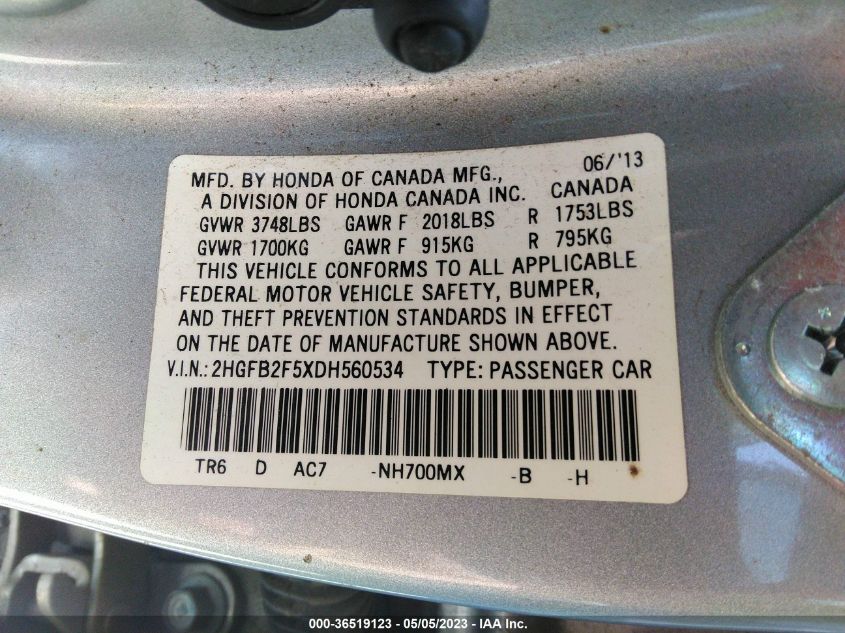 06/'13
MFD. BY HONDA OF CANADA MFG.,
A DIVISION OF HONDA CANADA INC. CANADA
GVWR 3748LBS GAWR F 2018LBS R 1753LBS
GVWR 1700KG GAWR F 915KG R 795KG
THIS VEHICLE CONFORMS TO ALL APPLICABLE
FEDERAL MOTOR VEHICLE SAFETY, BUMPER,
AND THEFT PREVENTION STANDARDS IN EFFECT
ON THE DATE OF MANUFACTURE SHOWN ABOVE.
V.I.N.: 2HGFB2F5XDH560534 TYPE: PASSENGER CAR
TR6 D AC7 -NH700MX -B -H
000-36519123 - 05/05/2023 - IAA Inc.